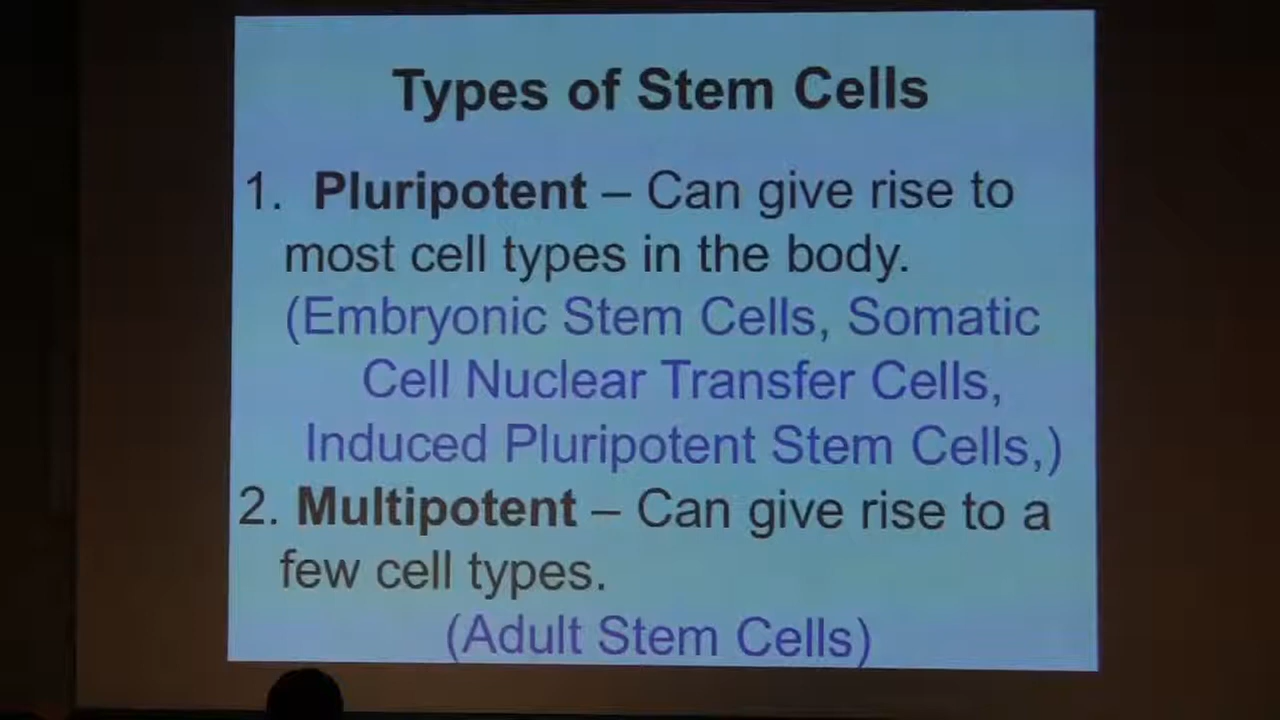 Types of Stem Cells
1. Pluripotent – Can give rise to
most cell types in the body.
(Embryonic Stem Cells, Somatic
Cell Nuclear Transfer Cells,
Induced Pluripotent Stem Cells,)
2. Multipotent – Can give rise to a
few cell types.
(Adult Stem Cells)